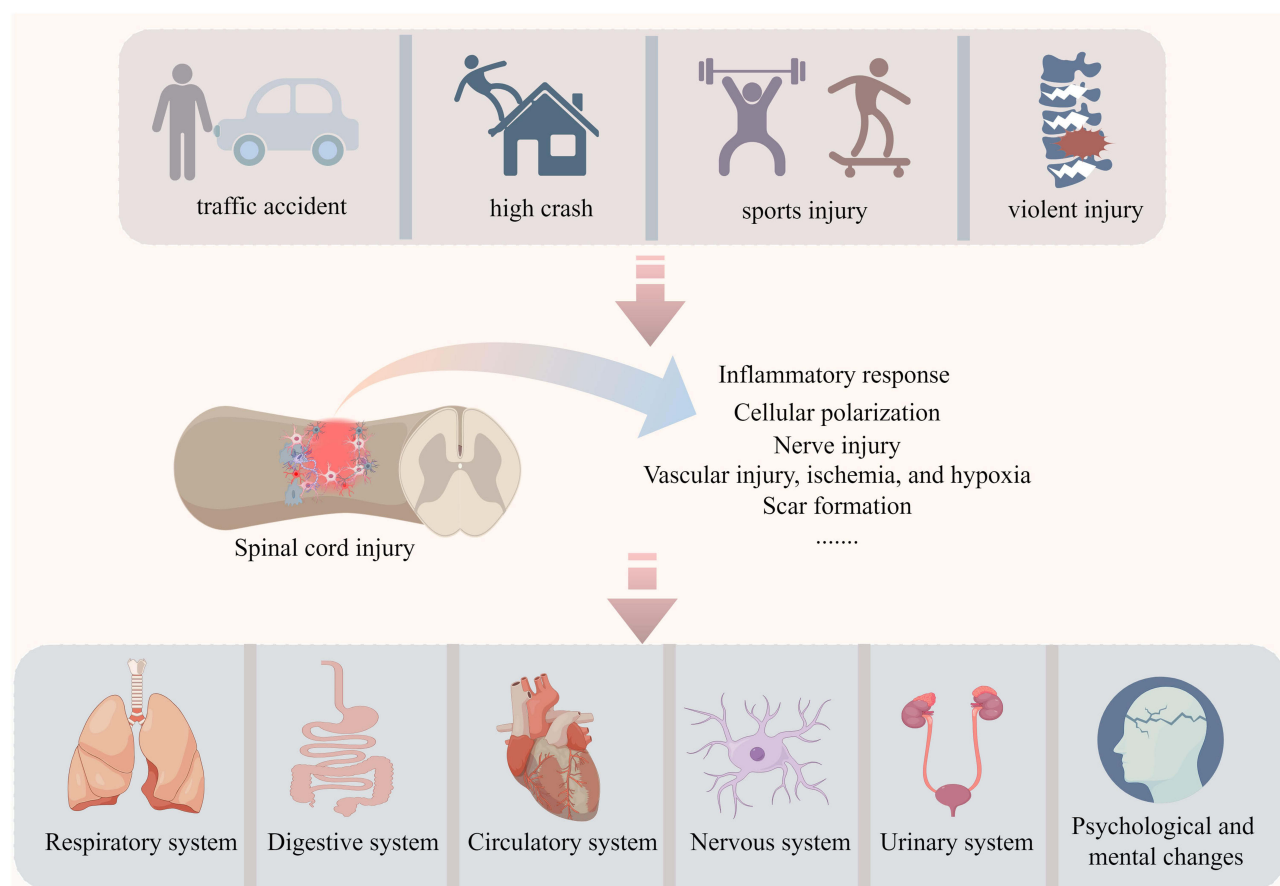 traffic accident
high crash
sports injury
violent injury
Inflammatory response
Cellular polarization
Nerve injury
Vascular injury, ischemia, and hypoxia
Scar formation
.......
Spinal cord injury
Respiratory system
Digestive system
Circulatory system
Nervous system
Urinary system
Psychological and
mental changes